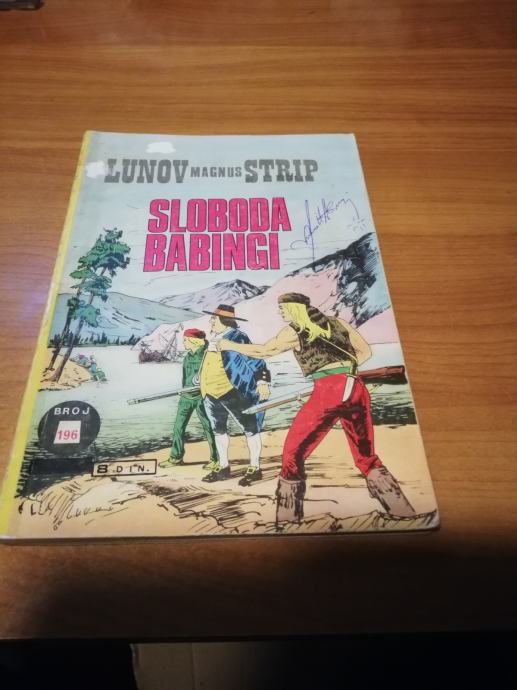 LUNOV MAGNUS STRIP
SLOBODA
BABINGI
BROJ
196
8 DIN.